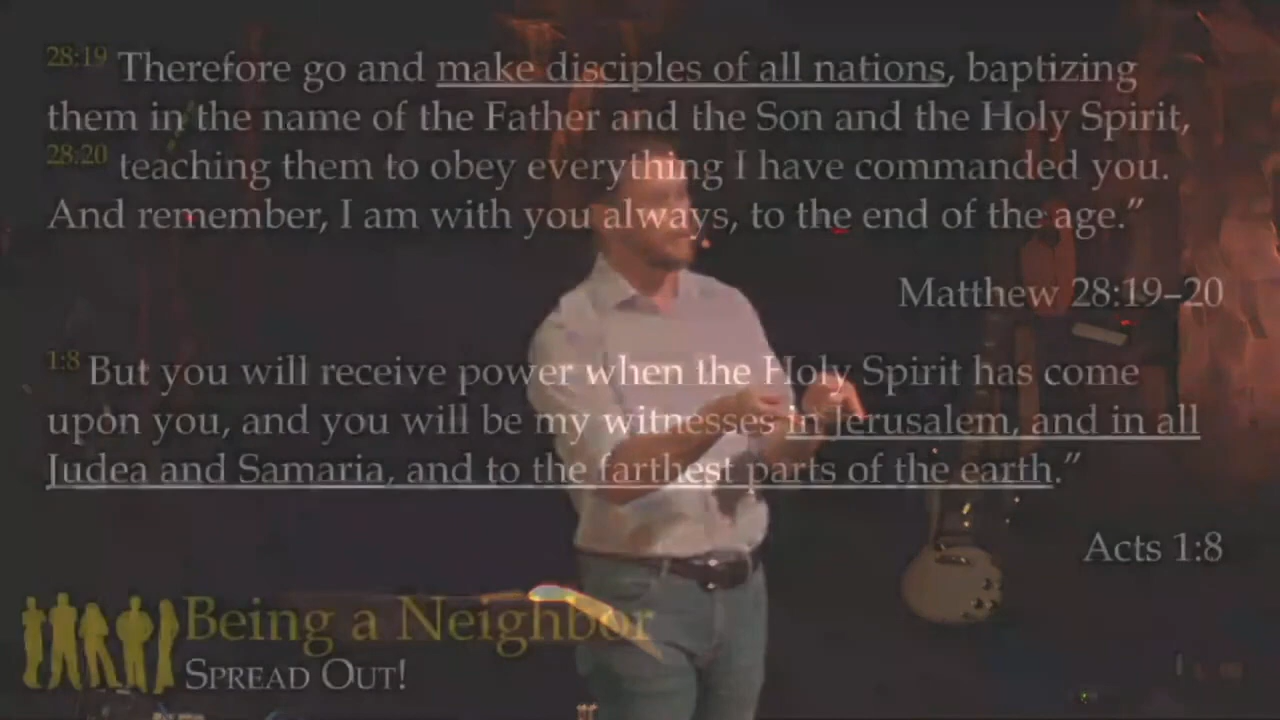 28:19 Therefore go and make disciples of all nations, baptizing
them in the name of the Father and the Son and the Holy Spirit,
28:20 teaching them to obey everything I have commanded you.
And remember, I am with you always, to the end of the age.”
Matthew 28:19–20
1:8 But you will receive power when the Holy Spirit has come
upon you, and you will be my witnesses in Jerusalem, and in all
Judea and Samaria, and to the farthest parts of the earth.”
Acts 1:8
Being a Neighbor
SPREAD OUT!